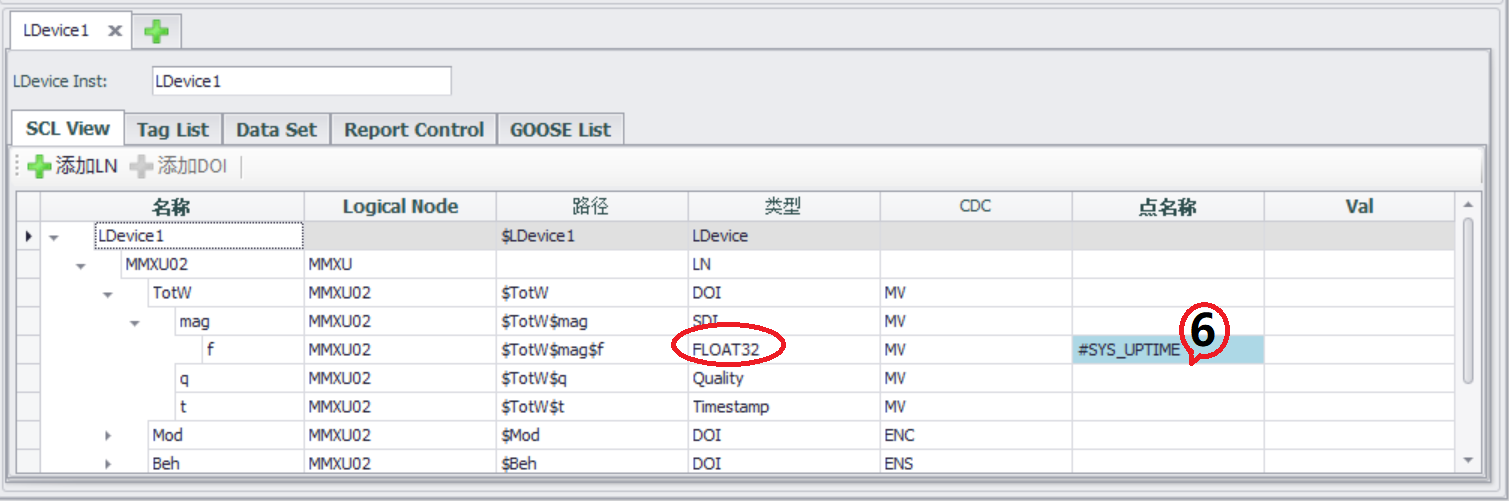 LDevice1
LDevice Inst: LDevice1
SCL View Tag List Data Set Report Control GOOSE List
添加LN 添加DOI
名称 Logical Node 路径 类型 CDC 点名称 Val
LDevice1 $LDevice1 LDevice
MMXU02 MMXU LN
TotW MMXU02 $TotW DOI MV
mag MMXU02 $TotW$mag SDI MV
6
f MMXU02 $TotW$mag$f FLOAT32 MV #SYS_UPTIME
q MMXU02 $TotW$q Quality MV
t MMXU02 $TotW$t Timestamp MV
Mod MMXU02 $Mod DOI ENC
Beh MMXU02 $Beh DOI ENS